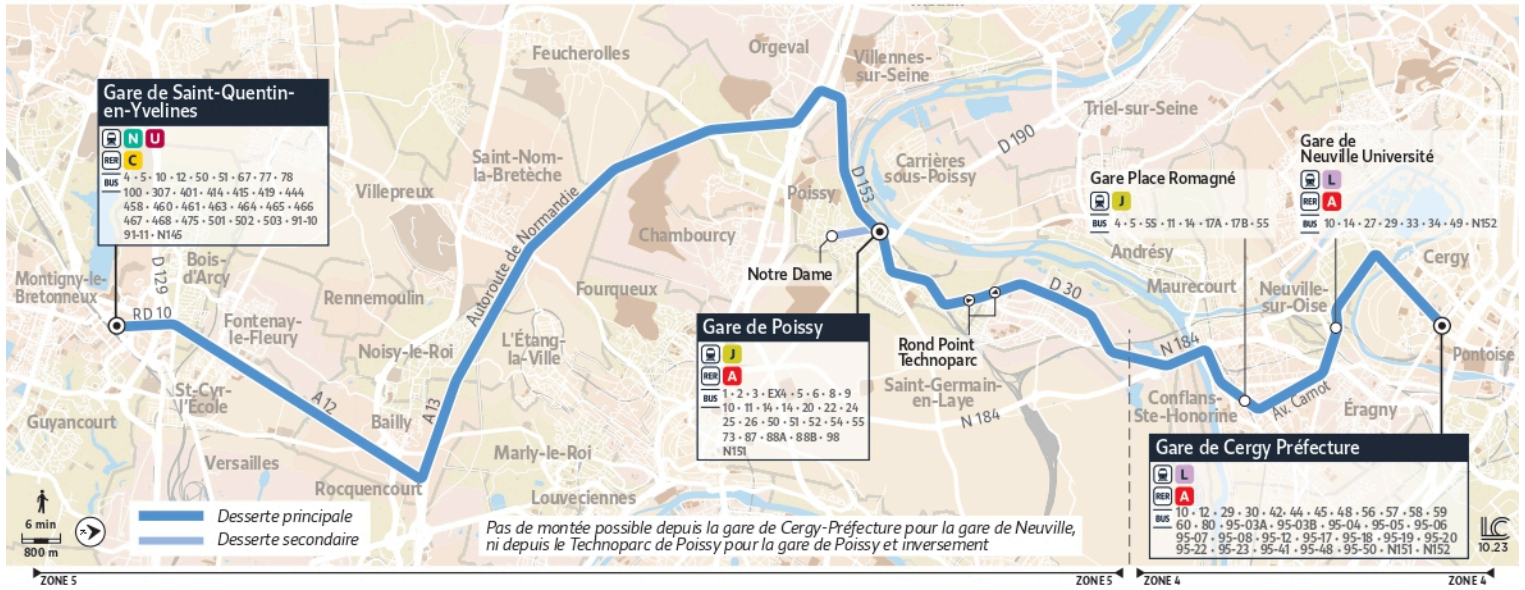 Feucherolles
Orgeval
Villennes-
sur-Seine
Triel-sur-Seine
D 190
Carrières
sous-Poissy
Poissy
D 153
Gare de Saint-Quentin-
en-Yvelines
N U
RER C
BUS 4 • 5 • 10 • 12 • 50 • 51 • 67 • 77 • 78
100 • 307 • 401 • 414 • 415 • 419 • 444
458 • 460 • 461 • 463 • 464 • 465 • 466
467 • 468 • 475 • 501 • 502 • 503 • 91-10
91-11 • N145
Saint-Nom-
la-Bretèche
Villepreux
Autoroute de Normandie
Chambourcy
Notre Dame
Gare Place Romagné
J
BUS 4 • 5 • 5S • 11 • 14 • 17A • 17B • 55
Gare de
Neuville Université
L
RER A
BUS 10 • 14 • 27 • 29 • 33 • 34 • 49 • N152
Andrésy
Maurecourt
Neuville-
sur-Oise
Cergy
Pontoise
Montigny-le-
Bretonneux
D 129
Bois-
d'Arcy
RD 10
Rennemoulin
Fontenay-
le-Fleury
Fourqueux
Noisy-le-Roi
L'Étang-
la-Ville
St-Cyr-
l'École
Guyancourt
A 12
Bailly
A 13
Versailles
Rocquencourt
Marly-le-Roi
Louveciennes
Gare de Poissy
J
RER A
BUS 1 • 2 • 3 • EX4 • 5 • 6 • 8 • 9
10 • 11 • 14 • 14 • 20 • 22 • 24
25 • 26 • 50 • 51 • 52 • 54 • 55
73 • 87 • 88A • 88B • 98
N151
Rond Point
Technoparc
D 30
N 184
Saint-Germain-
en-Laye
N 184
Conflans-
Ste-Honorine
Av. Carnot
Éragny
Gare de Cergy Préfecture
L
RER A
BUS 10 • 12 • 29 • 30 • 42 • 44 • 45 • 48 • 56 • 57 • 58 • 59
60 • 80 • 95-03A • 95-03B • 95-04 • 95-05 • 95-06
95-07 • 95-08 • 95-12 • 95-17 • 95-18 • 95-19 • 95-20
95-22 • 95-23 • 95-41 • 95-48 • 95-50 • N151 • N152
6 min
800 m
Desserte principale
Desserte secondaire
Pas de montée possible depuis la gare de Cergy-Préfecture pour la gare de Neuville,
ni depuis le Technoparc de Poissy pour la gare de Poissy et inversement
LC
10.23
ZONE 5
ZONE 5
ZONE 4
ZONE 4